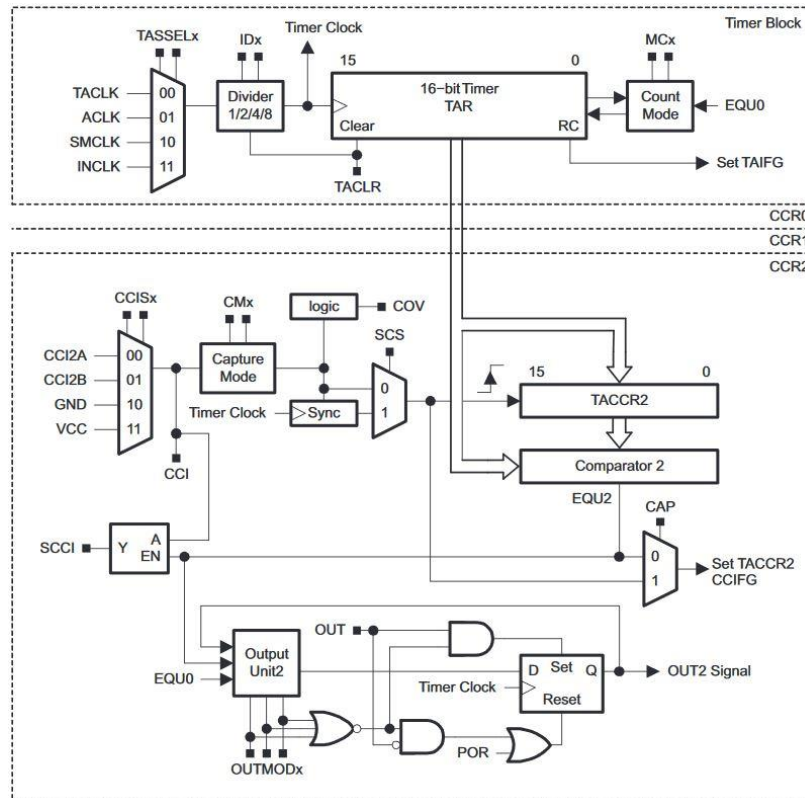 Timer Block
TASSELx
IDx
Timer Clock
15
0
MCx
TACLK
00
ACLK
01
SMCLK
10
INCLK
11
Divider
1/2/4/8
16−bit Timer
TAR
Clear
RC
Count
Mode
EQU0
Set TAIFG
TACLR
CCR0
CCR1
CCR2
CCISx
CMx
logic
COV
SCS
CCI2A
00
CCI2B
01
GND
10
VCC
11
Capture
Mode
Timer Clock
Sync
0
1
15
0
TACCR2
Comparator 2
CCI
EQU2
CAP
SCCI
Y
A
EN
0
1
Set TACCR2
CCIFG
OUT
Output
Unit2
EQU0
D
Set
Q
OUT2 Signal
Timer Clock
Reset
POR
OUTMODx